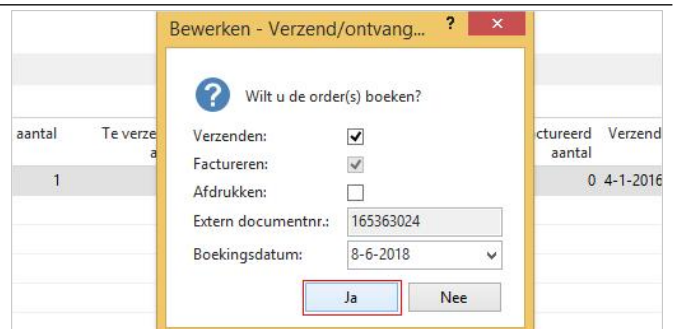 Bewerken - Verzend/ontvang... ? ×
? Wilt u de order(s) boeken?
aantal Te verze Verzenden: ctureerd Verzend
a Factureren: aantal
1 0 4-1-2016
Afdrukken:
Extern documentnr.: 165363024
Boekingsdatum: 8-6-2018
Ja Nee